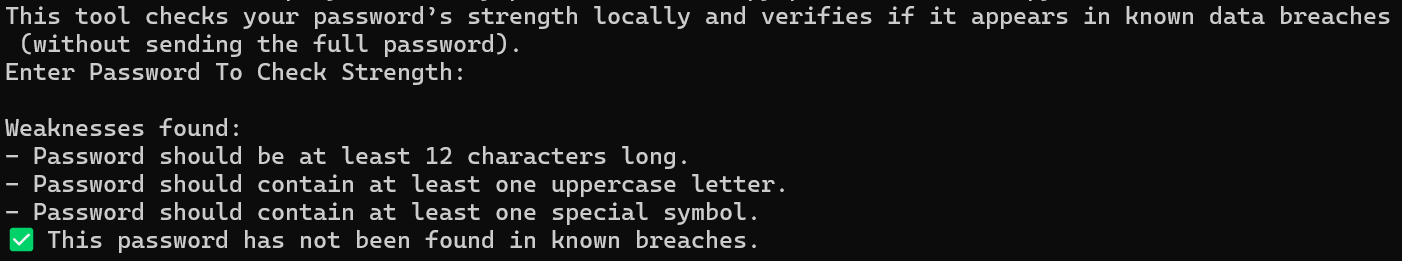 This tool checks your password’s strength locally and verifies if it appears in known data breaches
(without sending the full password).
Enter Password To Check Strength:
Weaknesses found:
- Password should be at least 12 characters long.
- Password should contain at least one uppercase letter.
- Password should contain at least one special symbol.
✅ This password has not been found in known breaches.